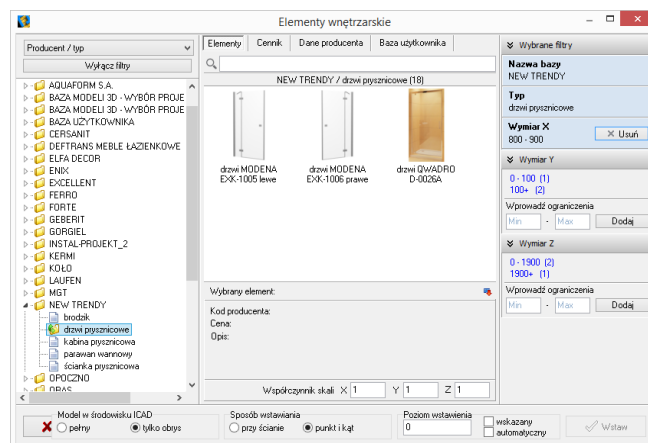 Elementy wnętrzarskie
Producent / typ
Wyłącz filtry
AQUAFORM S.A.
BAZA MODELI 3D - WYBÓR PROJE
BAZA MODELI 3D - WYBÓR PROJE
BAZA UŻYTKOWNIKA
CERSANIT
DEFTRANS MEBLE ŁAZIENKOWE
ELFA DECOR
ENIX
EXCELLENT
FERRO
FORTE
GEBERIT
GORGIEL
INSTAL-PROJEKT_2
KERMI
KOŁO
LAUFEN
MGT
NEW TRENDY
brodzik
drzwi prysznicowe
kabina prysznicowa
parawan wannowy
ścianka prysznicowa
OPOCZNO
ORAS
Elementy Cennik Dane producenta Baza użytkownika
NEW TRENDY / drzwi prysznicowe (18)
drzwi MODENA EXK-1005 lewe
drzwi MODENA EXK-1006 prawe
drzwi QWADRO D-0026A
Wybrany element:
Kod producenta:
Cena:
Opis:
Współczynnik skali X 1 Y 1 Z 1
Wybrane filtry
Nazwa bazy
NEW TRENDY
Typ
drzwi prysznicowe
Wymiar X
800 - 900
Usuń
Wymiar Y
0 - 100 (1)
100+ (2)
Wprowadź ograniczenia
Min - Max Dodaj
Wymiar Z
0 - 1900 (2)
1900+ (1)
Wprowadź ograniczenia
Min - Max Dodaj
Model w środowisku ICAD
pełny tylko obrys
Sposób wstawiania
przy ścianie punkt i kąt
Poziom wstawienia
0
wskazany
automatyczny
Wstaw